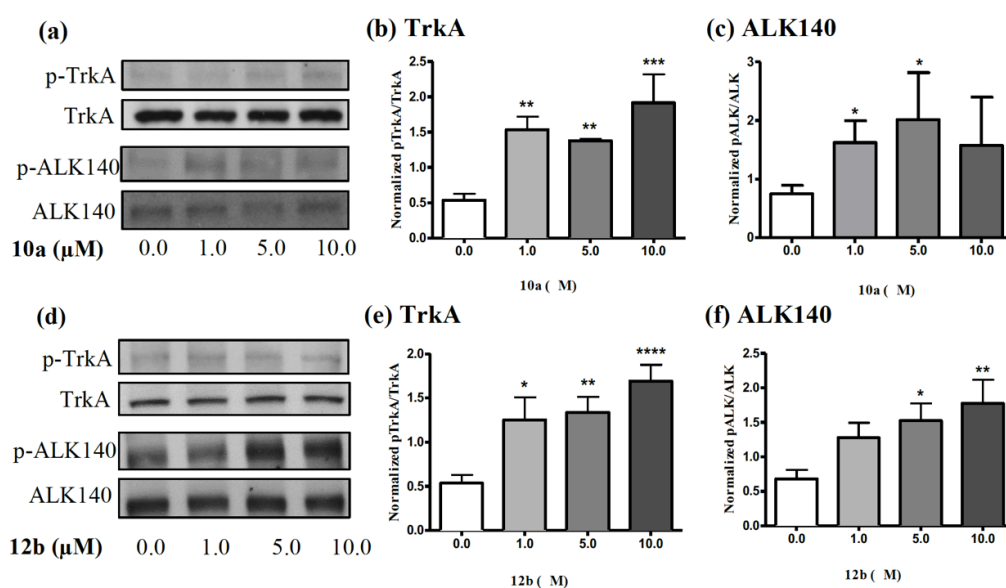 (a)
p-TrkA
TrkA
p-ALK140
ALK140
10a (μM) 0.0 1.0 5.0 10.0
(b) TrkA
Normalized pTrkA/TrkA
2.5
2.0
1.5
1.0
0.5
0.0
** ** ***
0.0 1.0 5.0 10.0
10a ( M)
(c) ALK140
Normalized pALK/ALK
3
2
1
0
* *
0.0 1.0 5.0 10.0
10a ( M)
(d)
p-TrkA
TrkA
p-ALK140
ALK140
12b (μM) 0.0 1.0 5.0 10.0
(e) TrkA
Normalized pTrkA/TrkA
2.0
1.5
1.0
0.5
0.0
* ** ****
0.0 1.0 5.0 10.0
12b ( M)
(f) ALK140
Normalized pALK/ALK
2.5
2.0
1.5
1.0
0.5
0.0
* **
0.0 1.0 5.0 10.0
12b ( M)